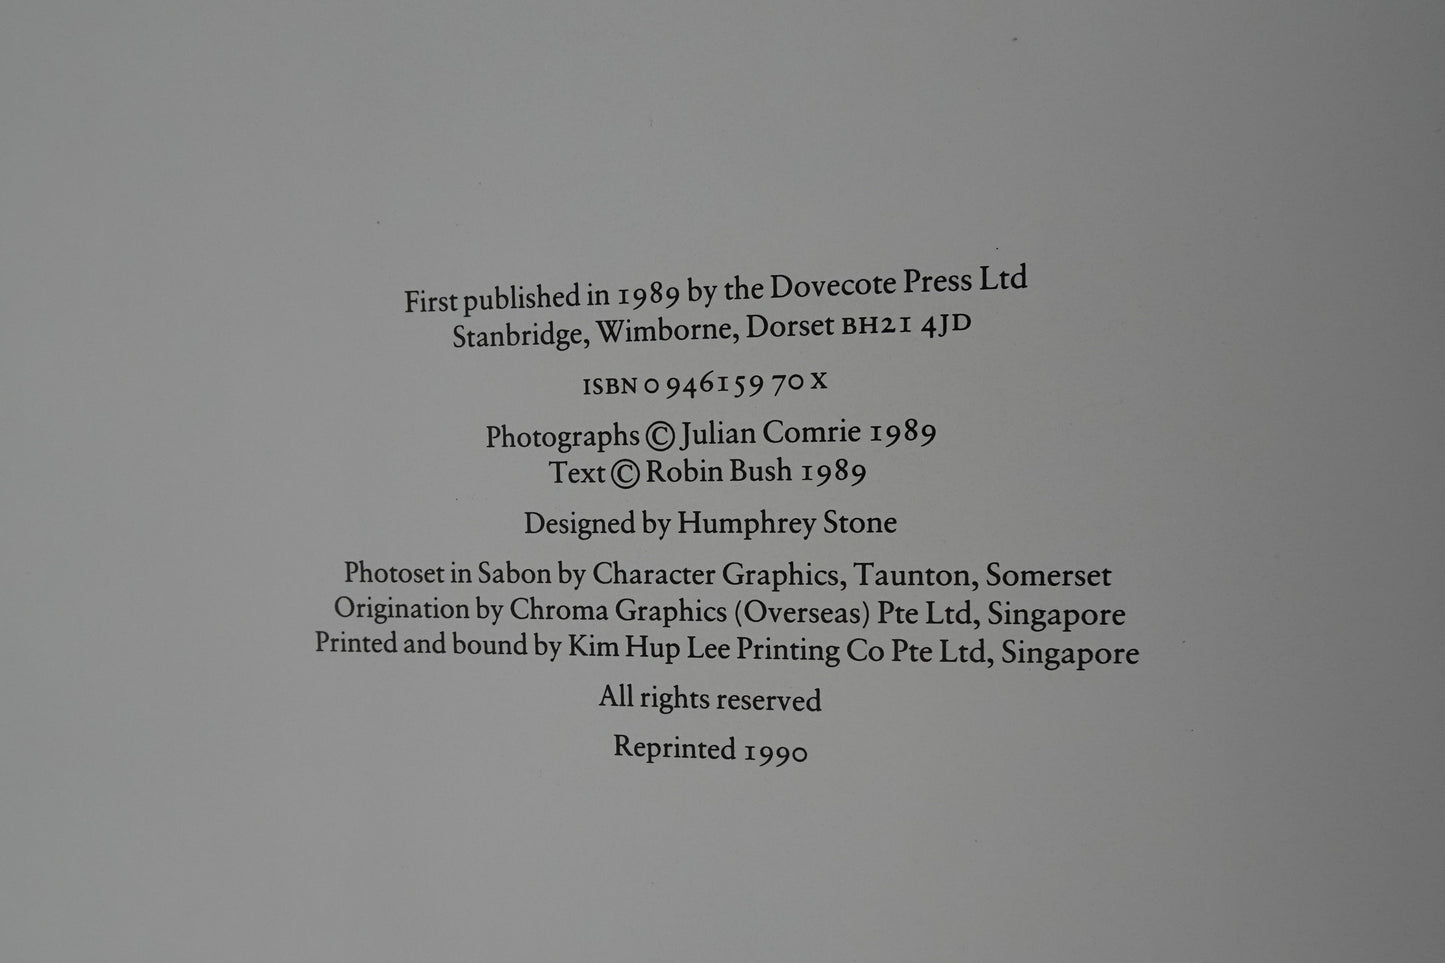 First published in 1989 by the Dovecote Press Ltd
Stanbridge, Wimborne, Dorset BH21 4JD
ISBN 0 946159 70 X
Photographs © Julian Comrie 1989
Text © Robin Bush 1989
Designed by Humphrey Stone
Photoset in Sabon by Character Graphics, Taunton, Somerset
Origination by Chroma Graphics (Overseas) Pte Ltd, Singapore
Printed and bound by Kim Hup Lee Printing Co Pte Ltd, Singapore
All rights reserved
Reprinted 1990